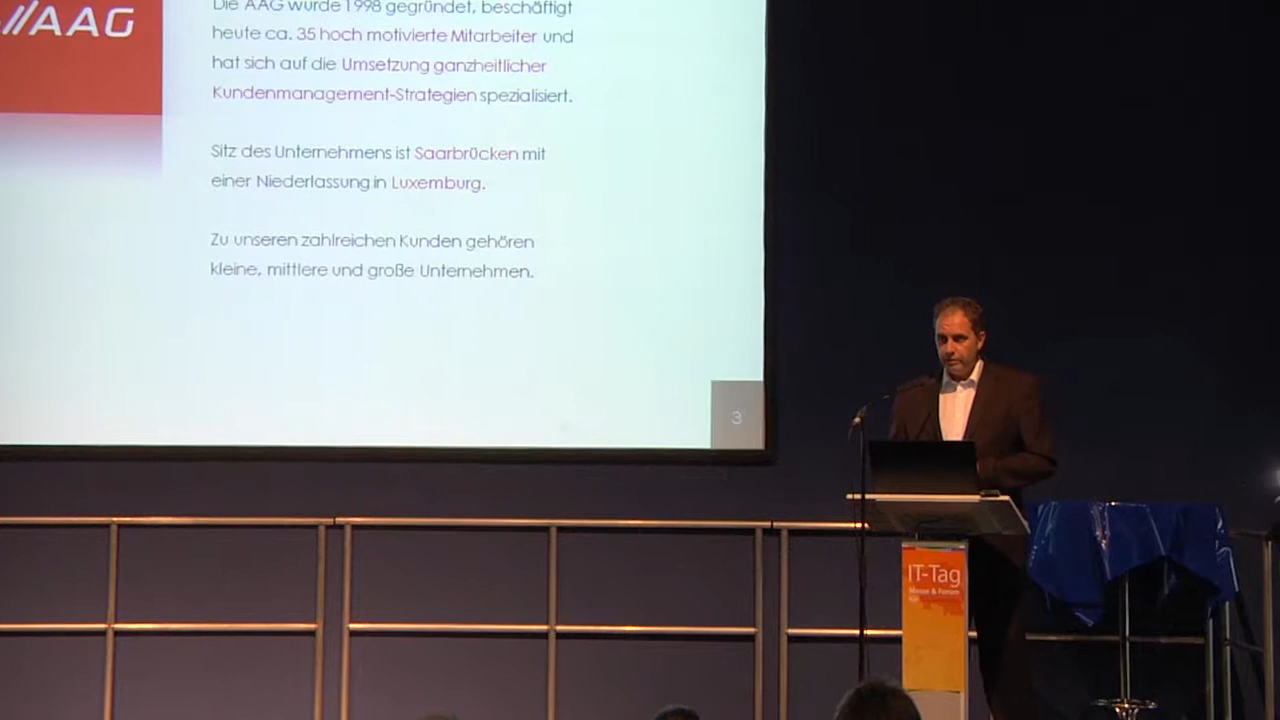 AAG
Die AAG wurde 1998 gegründet, beschäftigt
heute ca. 35 hoch motivierte Mitarbeiter und
hat sich auf die Umsetzung ganzheitlicher
Kundenmanagement-Strategien spezialisiert.
Sitz des Unternehmens ist Saarbrücken mit
einer Niederlassung in Luxemburg.
Zu unseren zahlreichen Kunden gehören
kleine, mittlere und große Unternehmen.
3
IT-Tag
Messe & Forum